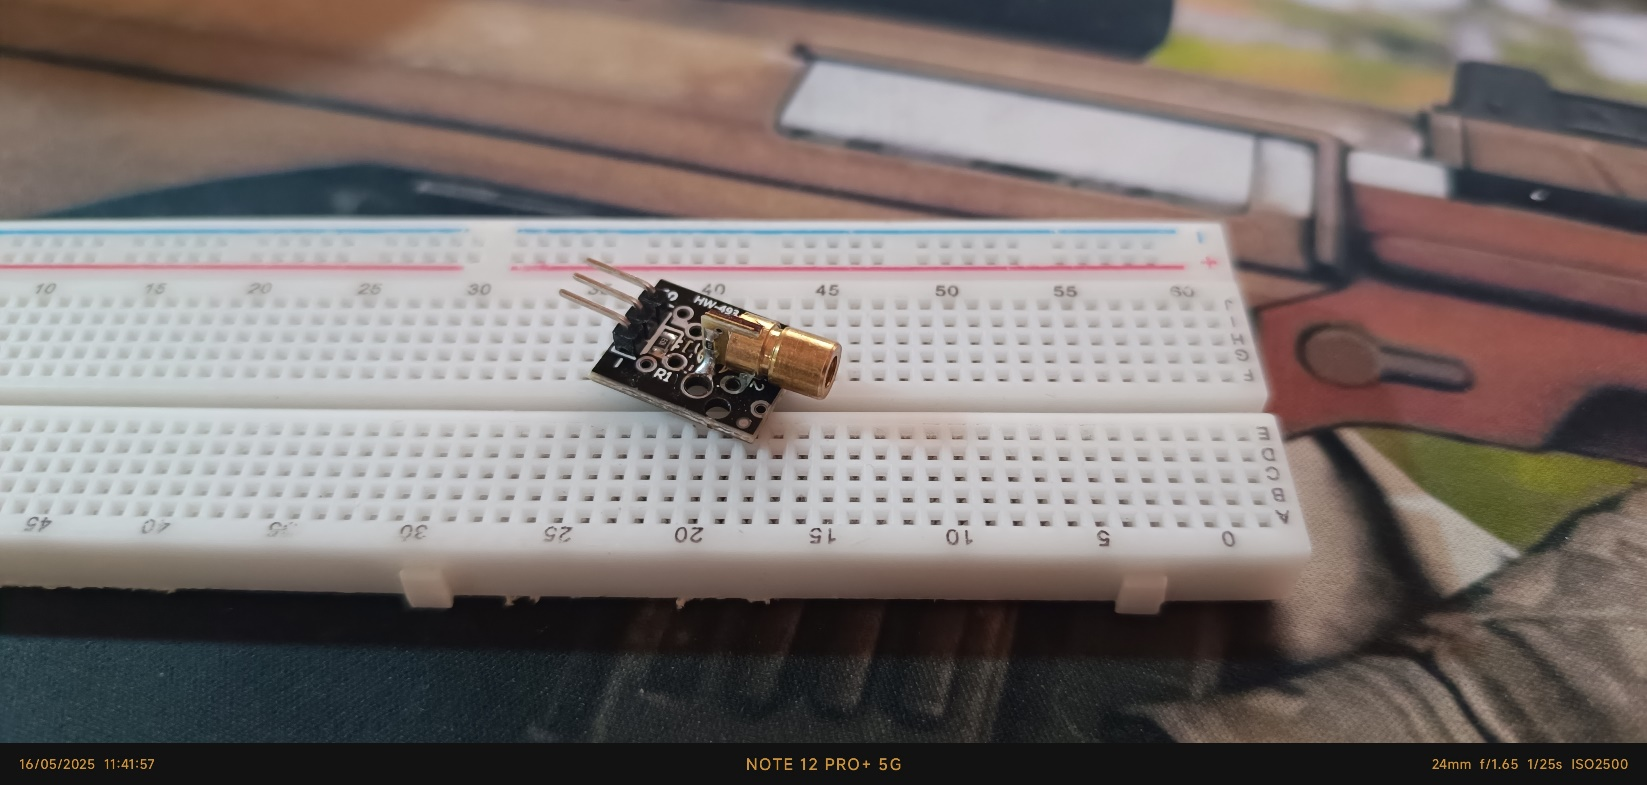 -
+
10 15 20 25 30 35 40 45 50 55 60
J
H
G
F
S
HW-493
R1
-
E
D
C
B
A
45 40 35 30 25 20 15 10 5 0
16/05/2025 11:41:57
NOTE 12 PRO+ 5G
24mm f/1.65 1/25s ISO2500